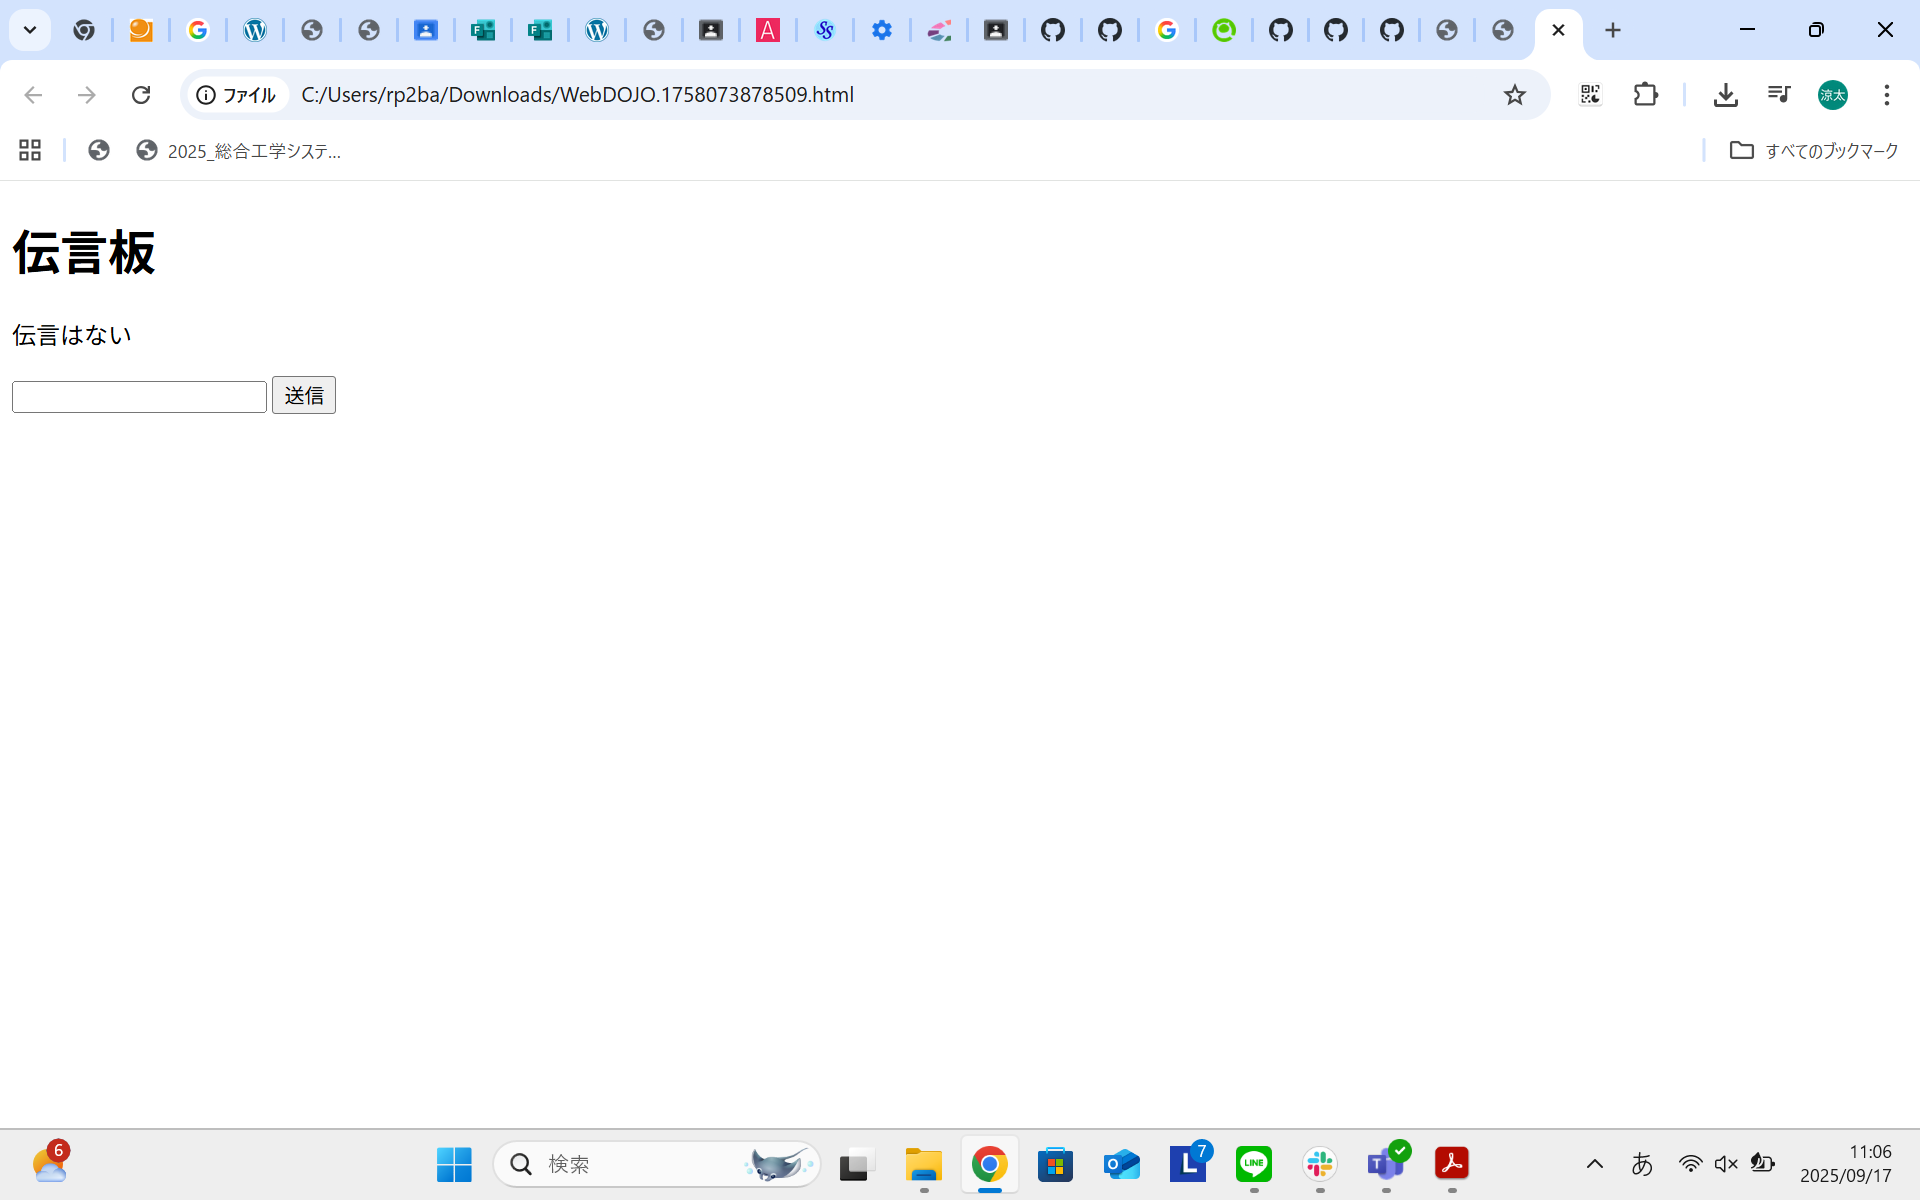 ファイル
C:/Users/rp2ba/Downloads/WebDOJO.1758073878509.html
涼太
2025_総合工学システ...
すべてのブックマーク
伝言板
伝言はない
送信
6
検索
7
LINE
あ
11:06
2025/09/17